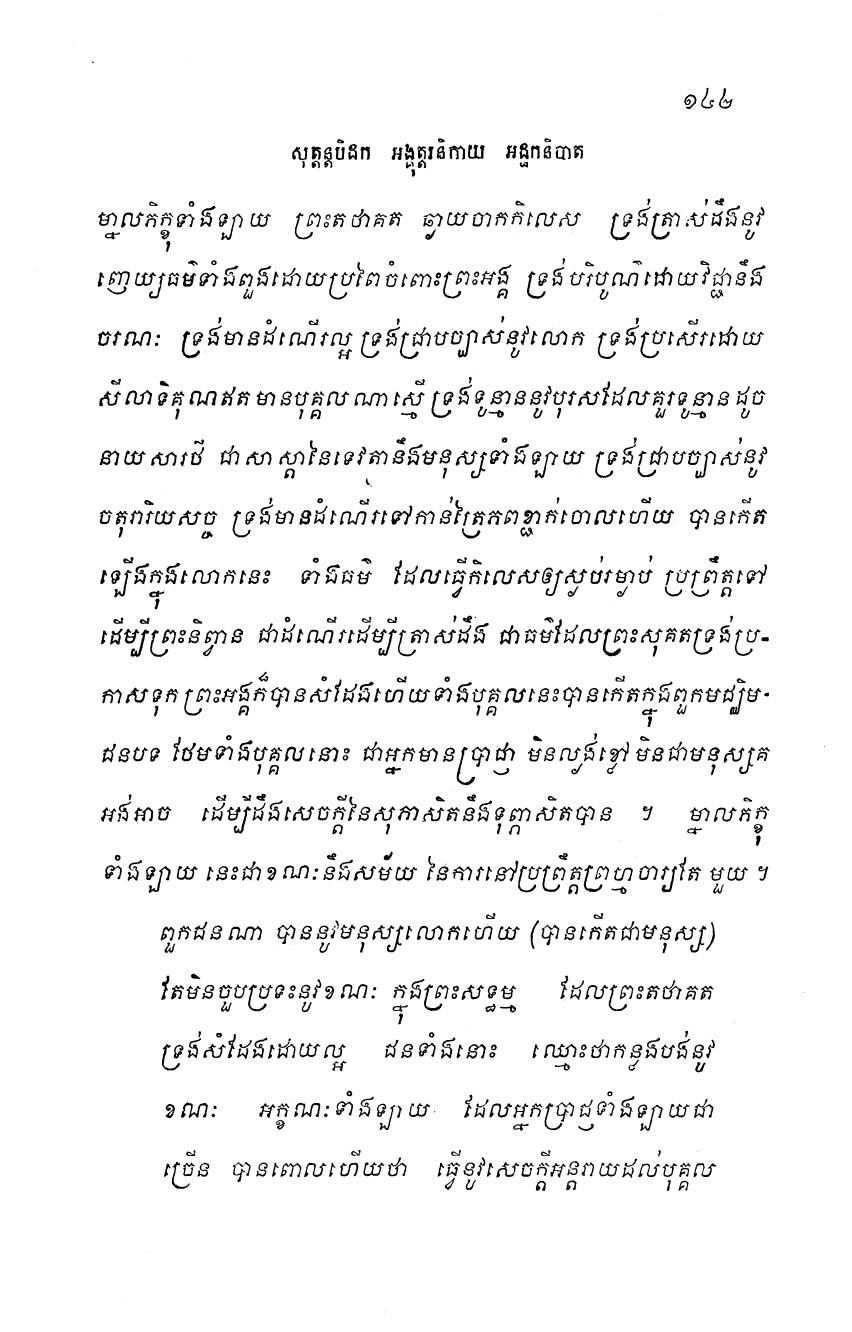 ១៤២
សុត្តន្តបិដក អង្គុត្តរនិកាយ អដ្ឋកនិបាត
ម្នាលភិក្ខុទាំងឡាយ ព្រះតថាគត ឆ្ងាយចាកកិលេស ទ្រង់ត្រាស់ដឹងនូវ
ញេយ្យធម៌ទាំងពួងដោយប្រពៃចំពោះព្រះអង្គ ទ្រង់បរិបូណ៌ដោយវិជ្ជានឹង
ចរណៈ ទ្រង់មានដំណើរល្អ ទ្រង់ជ្រាបច្បាស់នូវលោក ទ្រង់ប្រសើរដោយ
សីលាទិគុណឥតមានបុគ្គលណាស្មើ ទ្រង់ទូន្មាននូវបុរសដែលគួរទូន្មាន ដូច
នាយសារថី ជាសាស្តានៃទេវតានឹងមនុស្សទាំងឡាយ ទ្រង់ជ្រាបច្បាស់នូវ
ចតុរារិយសច្ច ទ្រង់មានដំណើរទៅកាន់ត្រៃភពខ្ជាក់ចោលហើយ បានកើត
ឡើងក្នុងលោកនេះ ទាំងធម៌ ដែលធ្វើកិលេសឲ្យស្ងប់រម្ងាប់ ប្រព្រឹត្តទៅ
ដើម្បីព្រះនិព្វាន ជាដំណើរដើម្បីត្រាស់ដឹង ជាធម៌ដែលព្រះសុគតទ្រង់ប្រ-
កាសទុក ព្រះអង្គក៏បានសំដែងហើយទាំងបុគ្គលនេះបានកើតក្នុងពួកមជ្ឈិម-
ជនបទ ថែមទាំងបុគ្គលនោះ ជាអ្នកមានប្រាជ្ញា មិនល្ងង់ខ្លៅ មិនជាមនុស្សគ
អង់អាច ដើម្បីដឹងសេចក្តីនៃសុភាសិតនឹងទុព្ភាសិតបាន ។ ម្នាលភិក្ខុ
ទាំងឡាយ នេះជាខណៈនឹងសម័យ នៃការនៅប្រព្រឹត្តព្រហ្មចារ្យតែ មួយ ។
ពួកជនណា បាននូវមនុស្សលោកហើយ (បានកើតជាមនុស្ស)
តែមិនចួបប្រទះនូវខណៈ ក្នុងព្រះសទ្ធម្ម ដែលព្រះតថាគត
ទ្រង់សំដែងដោយល្អ ជនទាំងនោះ ឈ្មោះថាកន្លងបង់នូវ
ខណៈ អក្ខណៈទាំងឡាយ ដែលអ្នកប្រាជ្ញទាំងឡាយជា
ច្រើន បានពោលហើយថា ធ្វើនូវសេចក្តីអន្តរាយដល់បុគ្គល